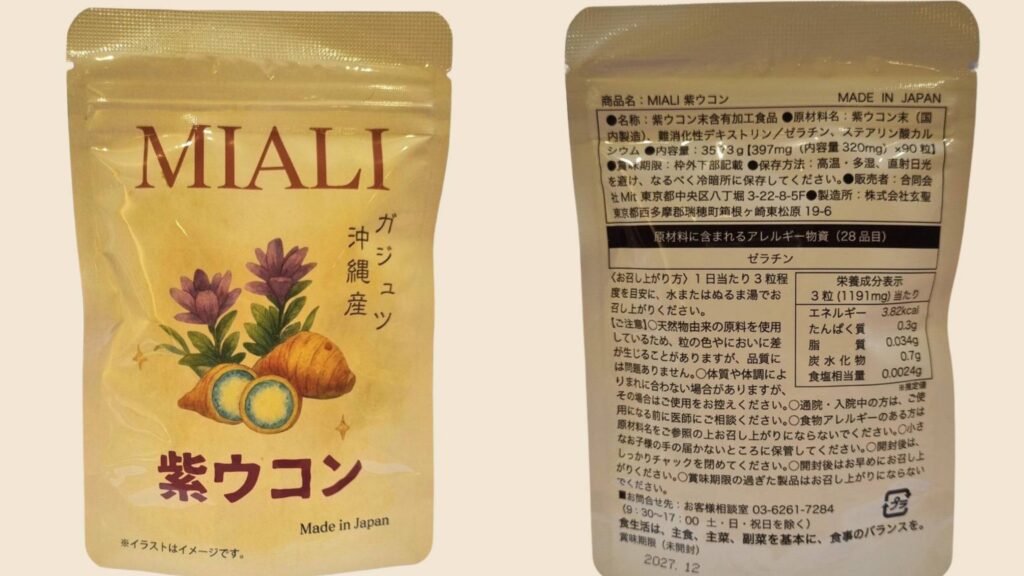 MIALI
ガジュツ
沖縄産
紫ウコン
Made in Japan
※イラストはイメージです。
商品名：MIALI 紫ウコン MADE IN JAPAN
●名称：紫ウコン末含有加工食品 ●原材料名：紫ウコン末（国
内製造）、難消化性デキストリン／ゼラチン、ステアリン酸カル
シウム ●内容量：35.73g【397mg（内容量 320mg）×90粒】
●賞味期限：枠外下部記載 ●保存方法：高温・多湿、直射日光
を避け、なるべく冷暗所に保存してください。●販売者：合同会
社Mit 東京都中央区八丁堀 3-22-8-5F●製造所：株式会社玄聖
東京都西多摩郡瑞穂町箱根ヶ崎東松原 19-6
原材料に含まれるアレルギー物資（28品目）
ゼラチン
〈お召し上がり方〉1日当たり3粒程
度を目安に、水またはぬるま湯でお
召し上がりください。
【ご注意】○天然物由来の原料を使用
しているため、粒の色やにおいに差
が生じることがありますが、品質に
は問題ありません。○体質や体調によ
りまれに合わない場合がありますが、
その場合はご使用をお控えください。○通院・入院中の方は、ご使
用になる前に医師にご相談ください。○食物アレルギーのある方は
原材料名をご参照の上お召し上がりにならないでください。○小さ
なお子様の手の届かないところに保管してください。○開封後は、
しっかりチャックを閉めてください。○開封後はお早めにお召し上
がりください。○賞味期限の過ぎた製品はお召し上がりにならない
でください。
栄養成分表示
3粒（1191mg）当たり
エネルギー 3.82kcal
たんぱく質 0.3g
脂質 0.034g
炭水化物 0.7g
食塩相当量 0.0024g
※推定値
■お問合せ先：お客様相談室 03-6261-7284
（9：30〜17：00 土・日・祝日を除く）
食生活は、主食、主菜、副菜を基本に、食事のバランスを。
賞味期限（未開封）
2027. 12
プラ